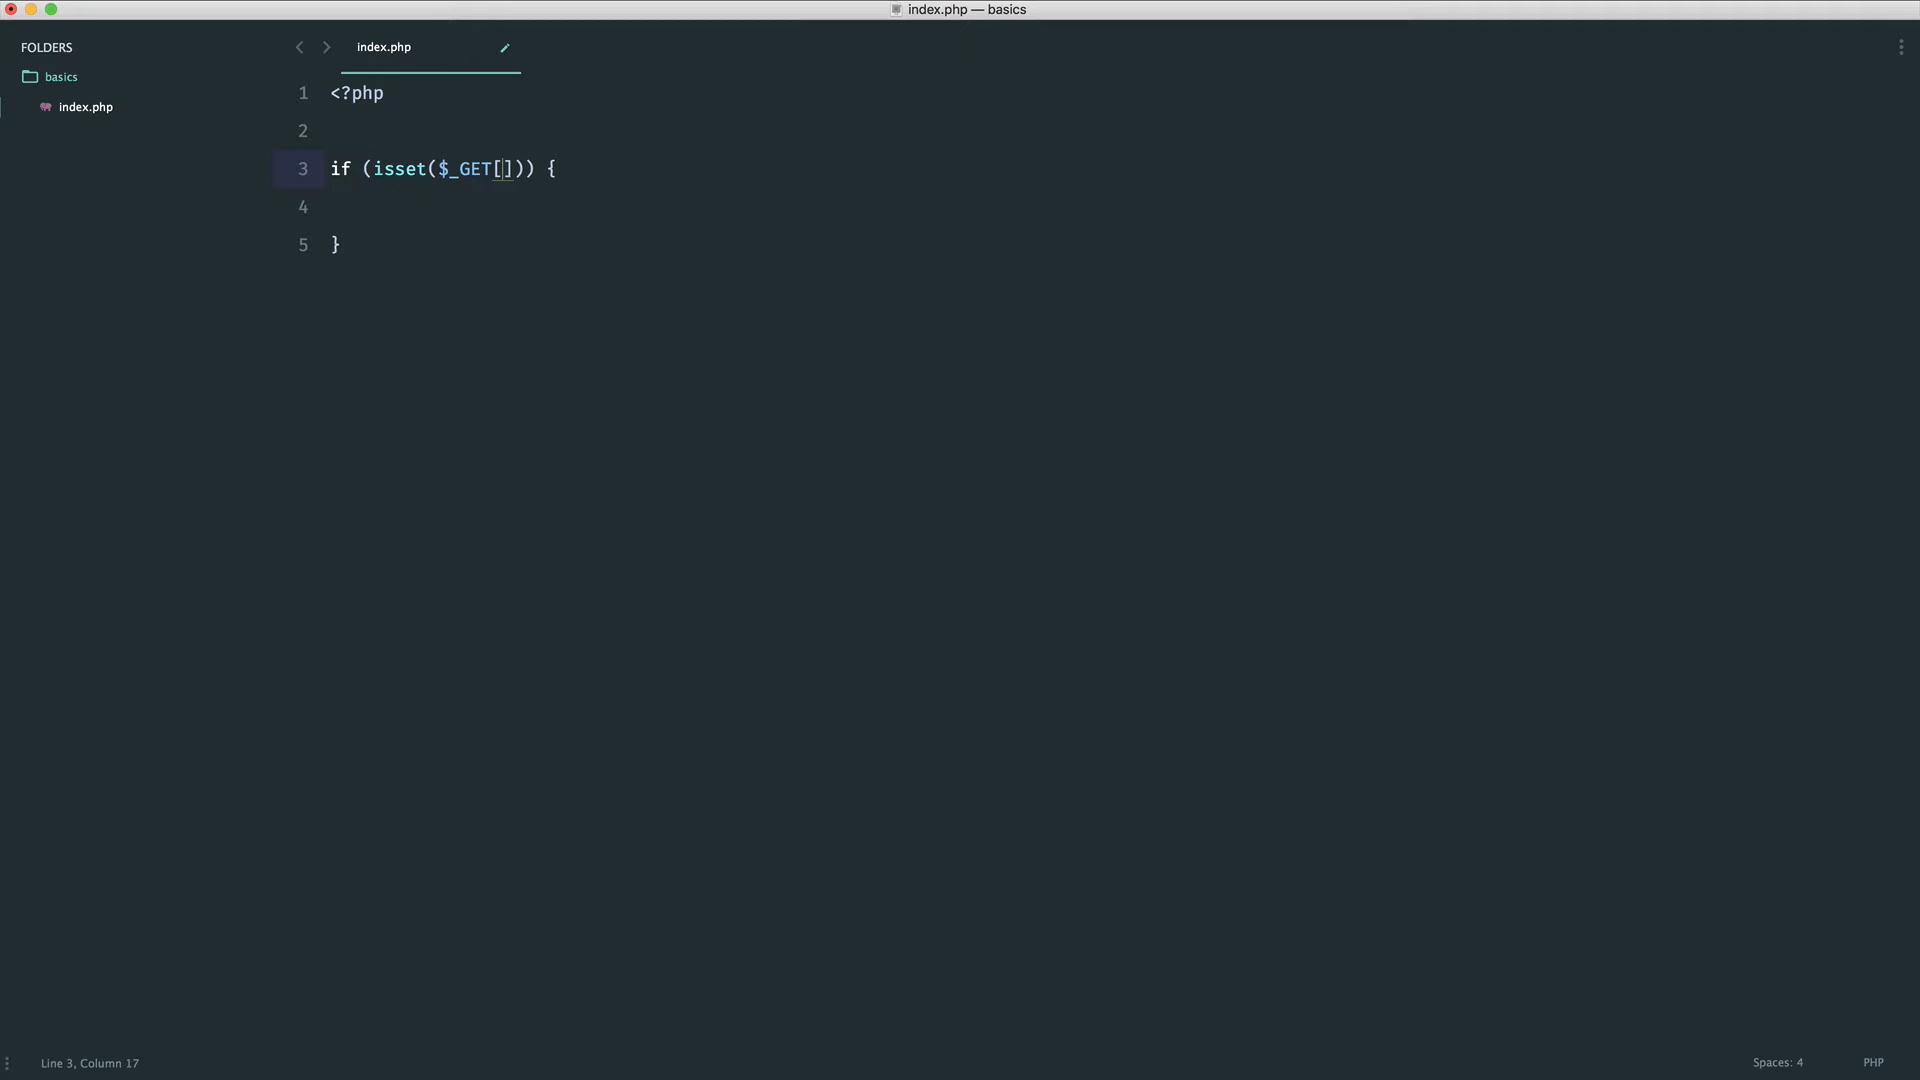 index.php — basics
FOLDERS
basics
index.php
index.php
1 <?php
2
3 if (isset($_GET[])) {
4
5 }
Line 3, Column 17
Spaces: 4
PHP